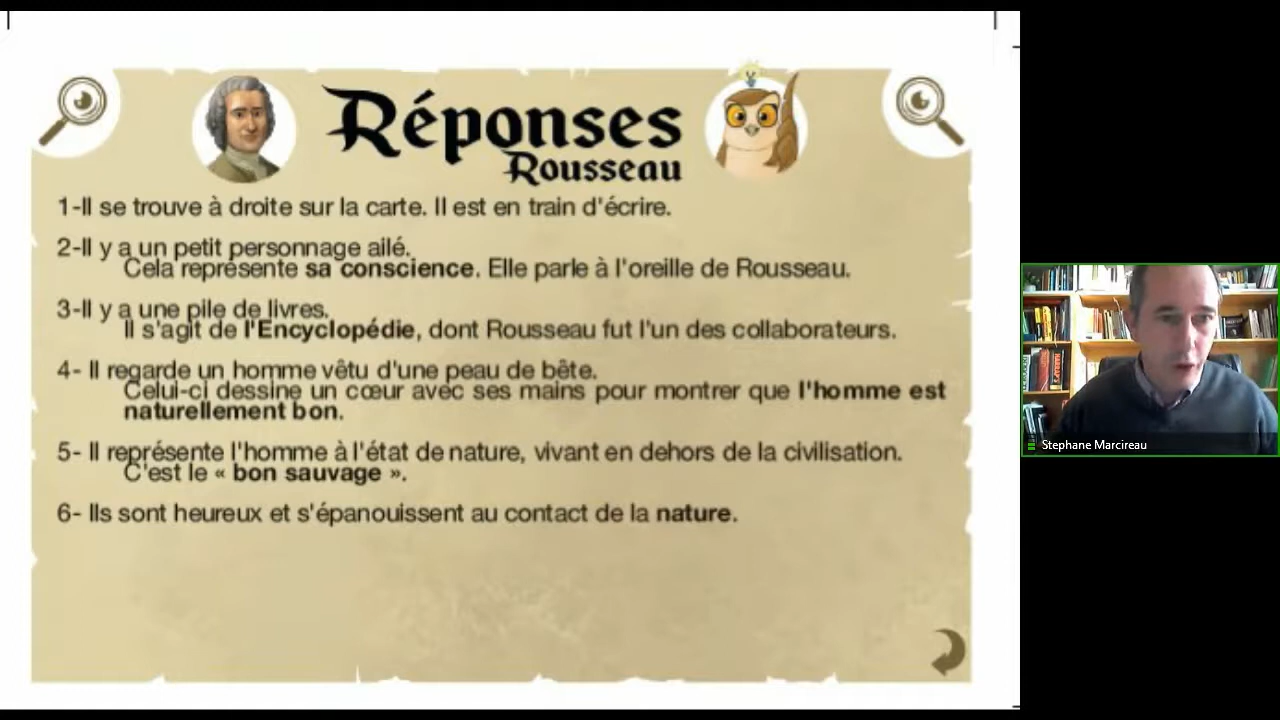 Réponses
Rousseau
1-Il se trouve à droite sur la carte. Il est en train d'écrire.
2-Il y a un petit personnage ailé.
Cela représente sa conscience. Elle parle à l'oreille de Rousseau.
3-Il y a une pile de livres.
Il s'agit de l'Encyclopédie, dont Rousseau fut l'un des collaborateurs.
4- Il regarde un homme vêtu d'une peau de bête.
Celui-ci dessine un cœur avec ses mains pour montrer que l'homme est
naturellement bon.
5- Il représente l'homme à l'état de nature, vivant en dehors de la civilisation.
C'est le « bon sauvage ».
6- Ils sont heureux et s'épanouissent au contact de la nature.
Stephane Marcireau